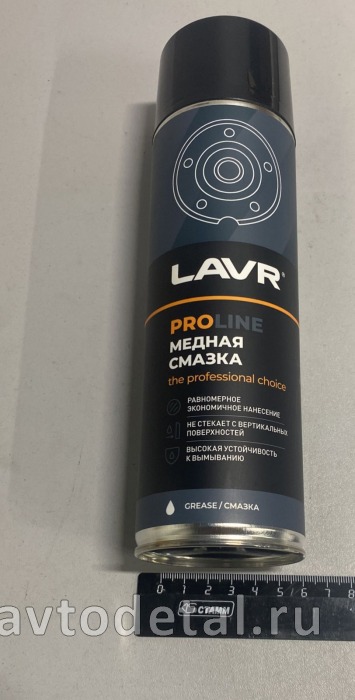 LAVR®
PROLINE
МЕДНАЯ
СМАЗКА
the professional choice
РАВНОМЕРНОЕ
ЭКОНОМИЧНОЕ НАНЕСЕНИЕ
НЕ СТЕКАЕТ С ВЕРТИКАЛЬНЫХ
ПОВЕРХНОСТЕЙ
ВЫСОКАЯ УСТОЙЧИВОСТЬ
К ВЫМЫВАНИЮ
GREASE / СМАЗКА
0 1 2 3 4 5 6 7 8
СТАММ
avtodetal.ru